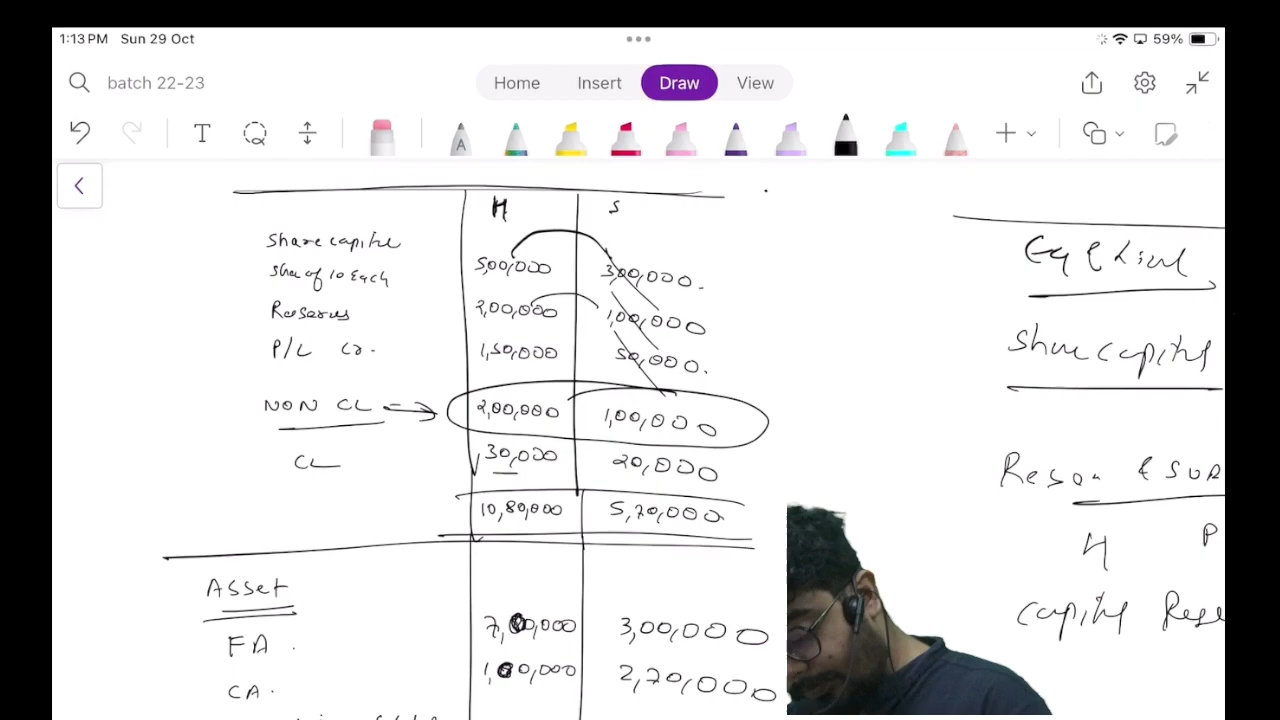 1:13 PM Sun 29 Oct
59%
batch 22-23
Home Insert Draw View
T
A
H S
Share capital
Share of 10 Each 5,00,000 3,00,000.
Reserves 2,00,000 1,00,000
P/L Cr. 1,50,000 50,000.
NON CL 2,00,000 1,00,000
CL 30,000 20,000
10,80,000 5,70,000
Asset
FA. 3,00,000
CA. 2,70,000
Eq & Liab
Share capital
& SUR
H P
capital Rese